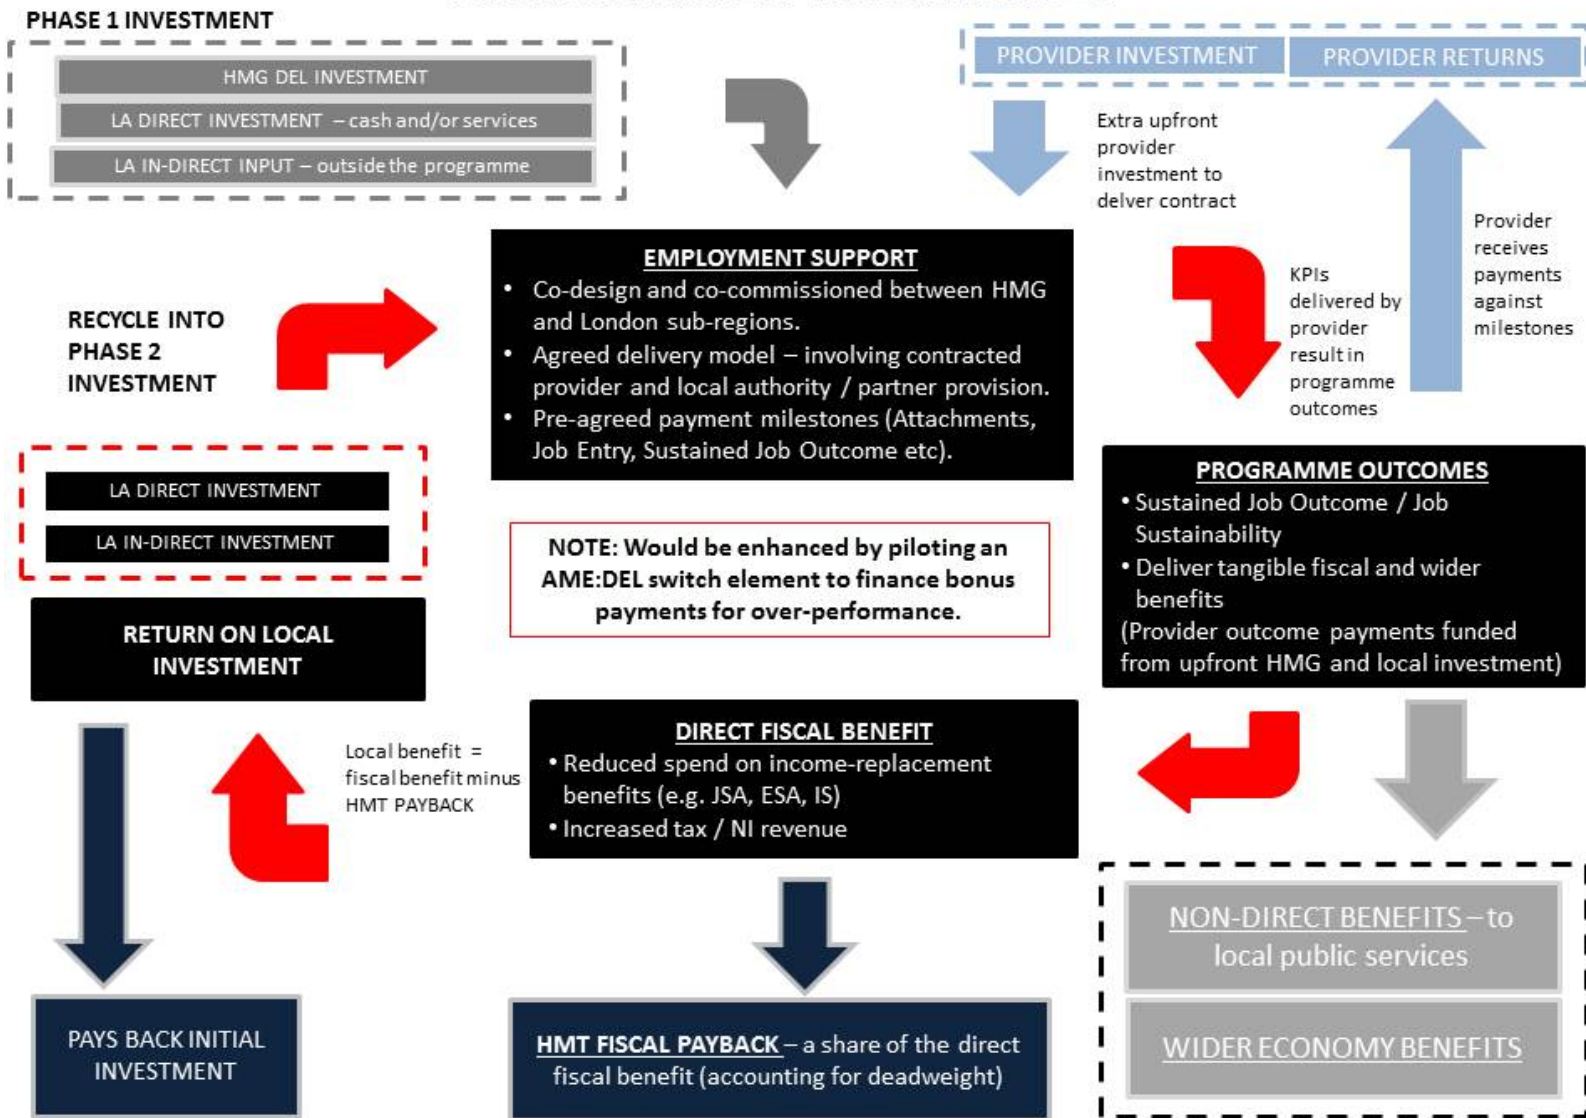 PHASE 1 INVESTMENT
HMG DEL INVESTMENT
LA DIRECT INVESTMENT – cash and/or services
LA IN-DIRECT INPUT – outside the programme
PROVIDER INVESTMENT
PROVIDER RETURNS
Extra upfront
provider
investment to
delver contract
Provider
receives
payments
against
milestones
KPIs
delivered by
provider
result in
programme
outcomes
RECYCLE INTO
PHASE 2
INVESTMENT
EMPLOYMENT SUPPORT
• Co-design and co-commissioned between HMG
and London sub-regions.
• Agreed delivery model – involving contracted
provider and local authority / partner provision.
• Pre-agreed payment milestones (Attachments,
Job Entry, Sustained Job Outcome etc).
LA DIRECT INVESTMENT
LA IN-DIRECT INVESTMENT
NOTE: Would be enhanced by piloting an
AME:DEL switch element to finance bonus
payments for over-performance.
PROGRAMME OUTCOMES
• Sustained Job Outcome / Job
Sustainability
• Deliver tangible fiscal and wider
benefits
(Provider outcome payments funded
from upfront HMG and local investment)
RETURN ON LOCAL
INVESTMENT
Local benefit =
fiscal benefit minus
HMT PAYBACK
DIRECT FISCAL BENEFIT
• Reduced spend on income-replacement
benefits (e.g. JSA, ESA, IS)
• Increased tax / NI revenue
NON-DIRECT BENEFITS – to
local public services
WIDER ECONOMY BENEFITS
PAYS BACK INITIAL
INVESTMENT
HMT FISCAL PAYBACK – a share of the direct
fiscal benefit (accounting for deadweight)